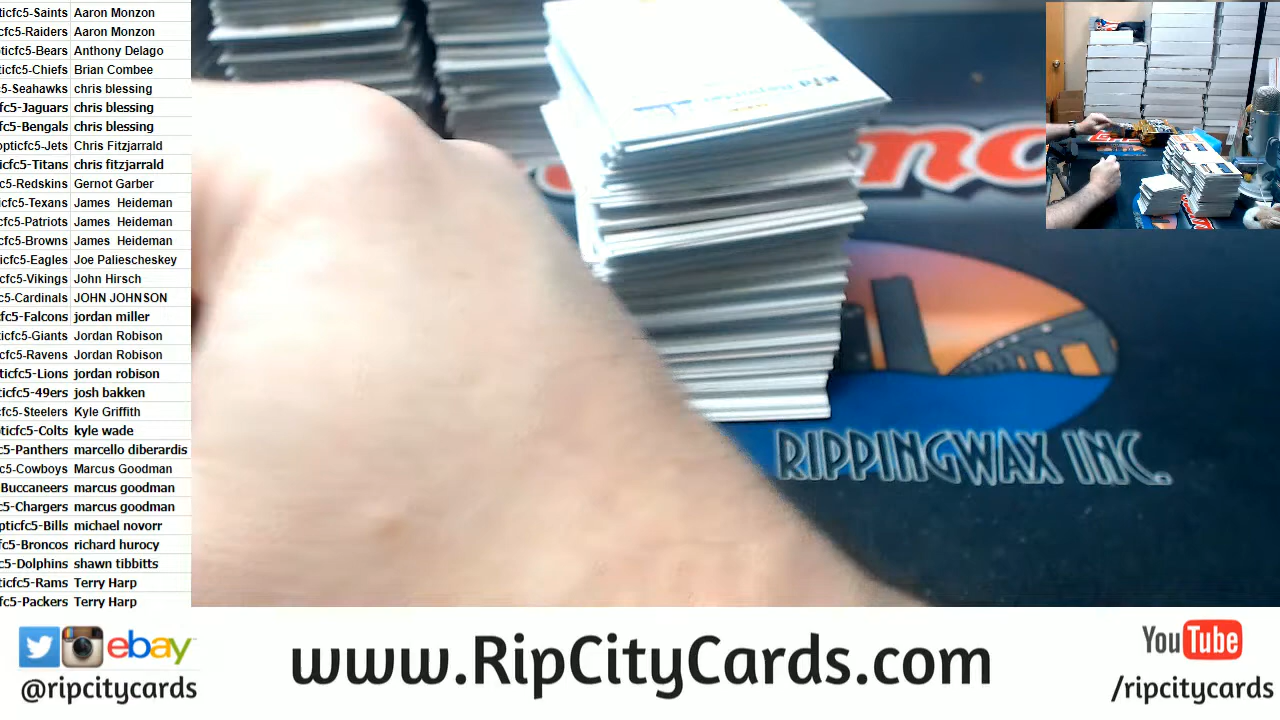 ticfc5-Saints Aaron Monzon
cfc5-Raiders Aaron Monzon
pticfc5-Bears Anthony Delago
ticfc5-Chiefs Brian Combee
fc5-Seahawks chris blessing
fc5-Jaguars chris blessing
fc5-Bengals chris blessing
opticfc5-Jets Chris Fitzjarrald
icfc5-Titans chris fitzjarrald
c5-Redskins Gernot Garber
cfc5-Texans James Heideman
fc5-Patriots James Heideman
fc5-Browns James Heideman
icfc5-Eagles Joe Paliescheskey
cfc5-Vikings John Hirsch
c5-Cardinals JOHN JOHNSON
cfc5-Falcons jordan miller
ticfc5-Giants Jordan Robison
cfc5-Ravens Jordan Robison
ticfc5-Lions jordan robison
ticfc5-49ers josh bakken
fc5-Steelers Kyle Griffith
pticfc5-Colts kyle wade
c5-Panthers marcello diberardis
c5-Cowboys Marcus Goodman
-Buccaneers marcus goodman
c5-Chargers marcus goodman
pticfc5-Bills michael novorr
fc5-Broncos richard hurocy
c5-Dolphins shawn tibbitts
ticfc5-Rams Terry Harp
fc5-Packers Terry Harp
RIPPINGWAX INC.
ebay
@ripcitycards
www.RipCityCards.com
YouTube
/ripcitycards